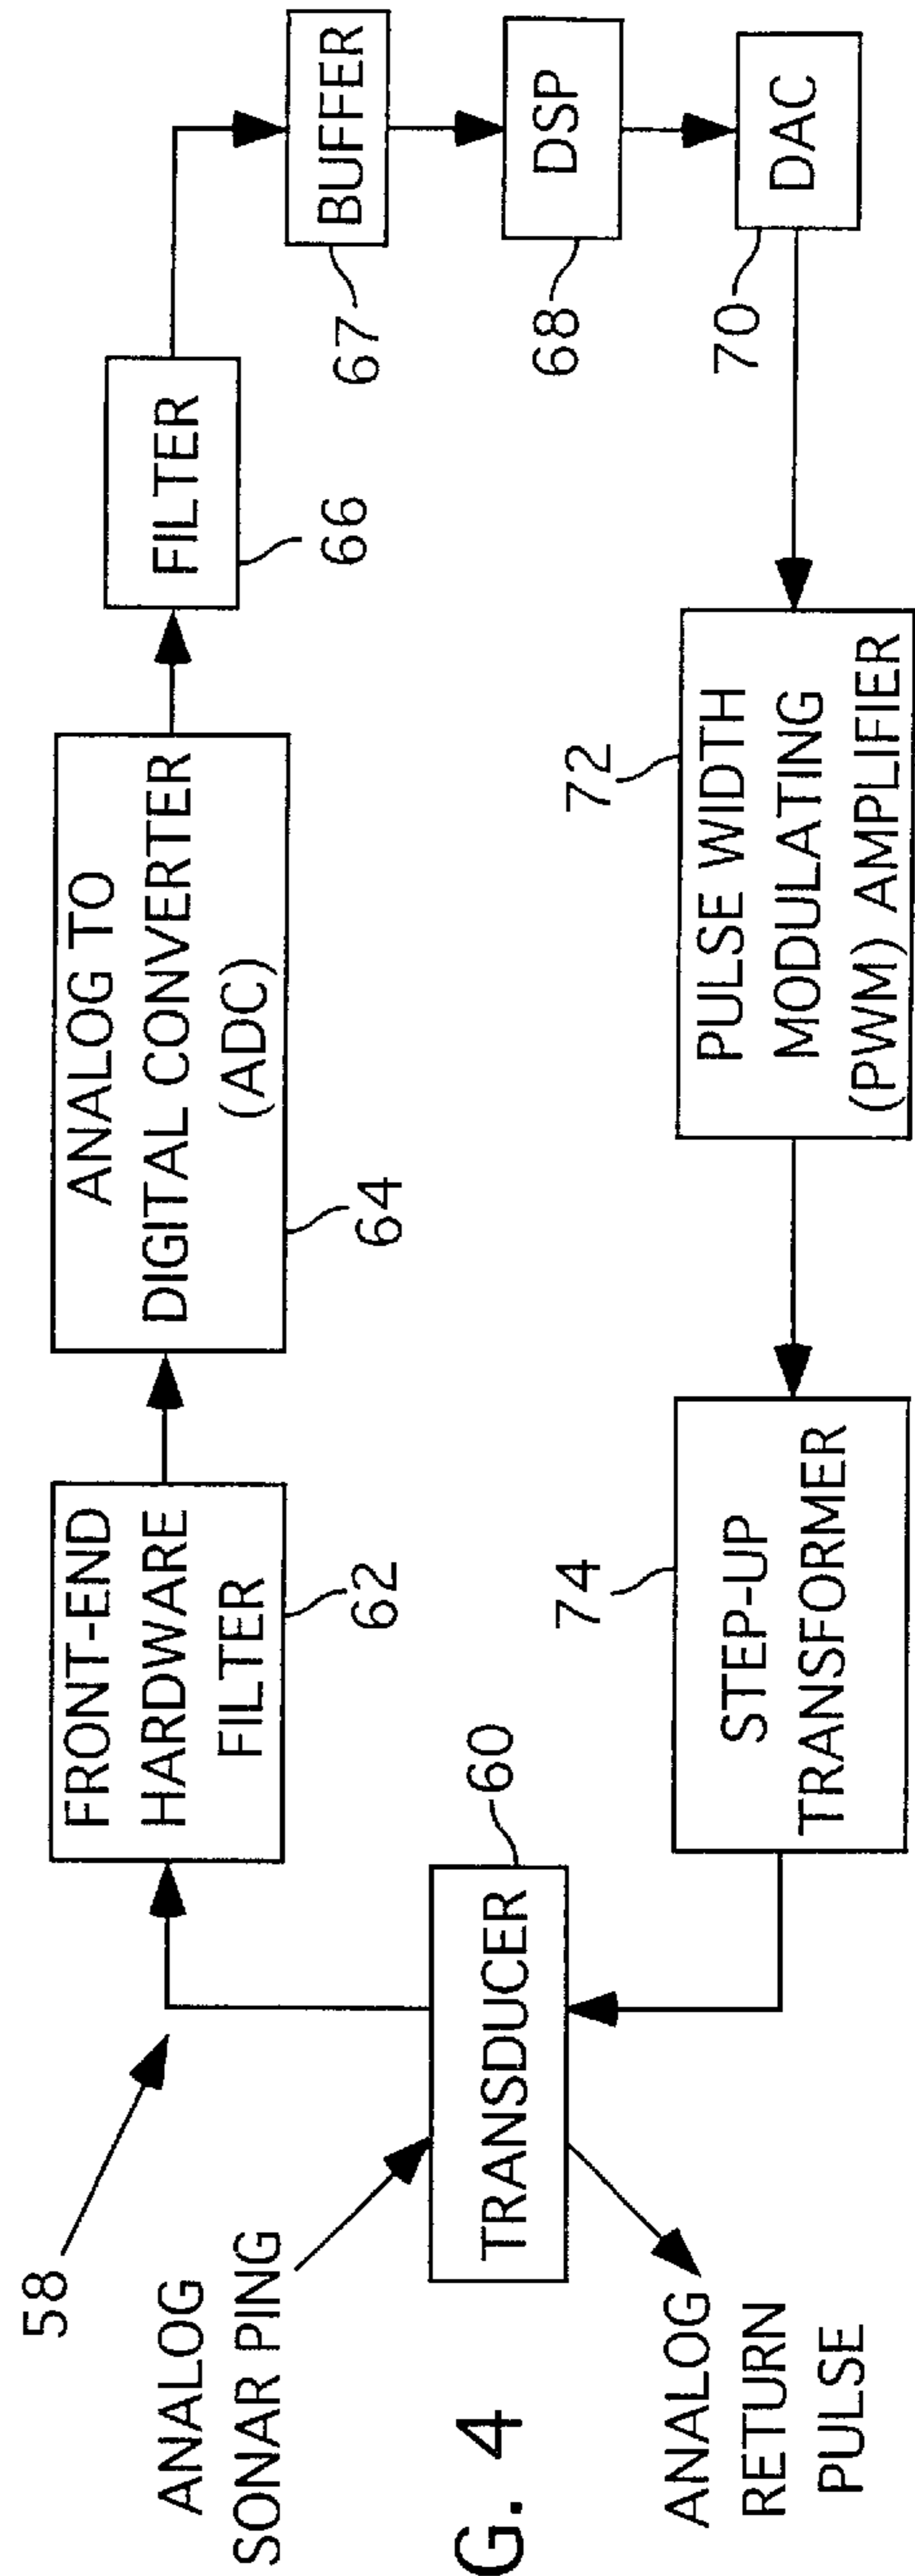 58
ANALOG
SONAR PING
TRANSDUCER
60
FRONT-END
HARDWARE
FILTER
62
ANALOG TO
DIGITAL CONVERTER
(ADC)
64
FILTER
66
BUFFER
67
DSP
68
DAC
70
72
PULSE WIDTH
MODULATING
(PWM) AMPLIFIER
74
STEP-UP
TRANSFORMER
ANALOG
RETURN
PULSE
G. 4